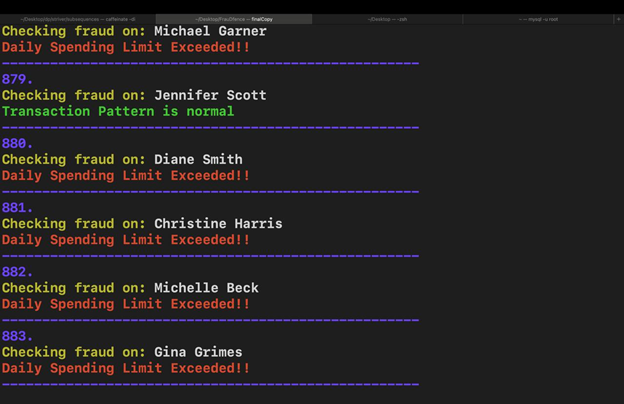 ~/Desktop/FraudFence — finalCopy
~/Desktop — -zsh
~ — mysql -u root
Checking fraud on: Michael Garner
Daily Spending Limit Exceeded!!
879.
Checking fraud on: Jennifer Scott
Transaction Pattern is normal
880.
Checking fraud on: Diane Smith
Daily Spending Limit Exceeded!!
881.
Checking fraud on: Christine Harris
Daily Spending Limit Exceeded!!
882.
Checking fraud on: Michelle Beck
Daily Spending Limit Exceeded!!
883.
Checking fraud on: Gina Grimes
Daily Spending Limit Exceeded!!